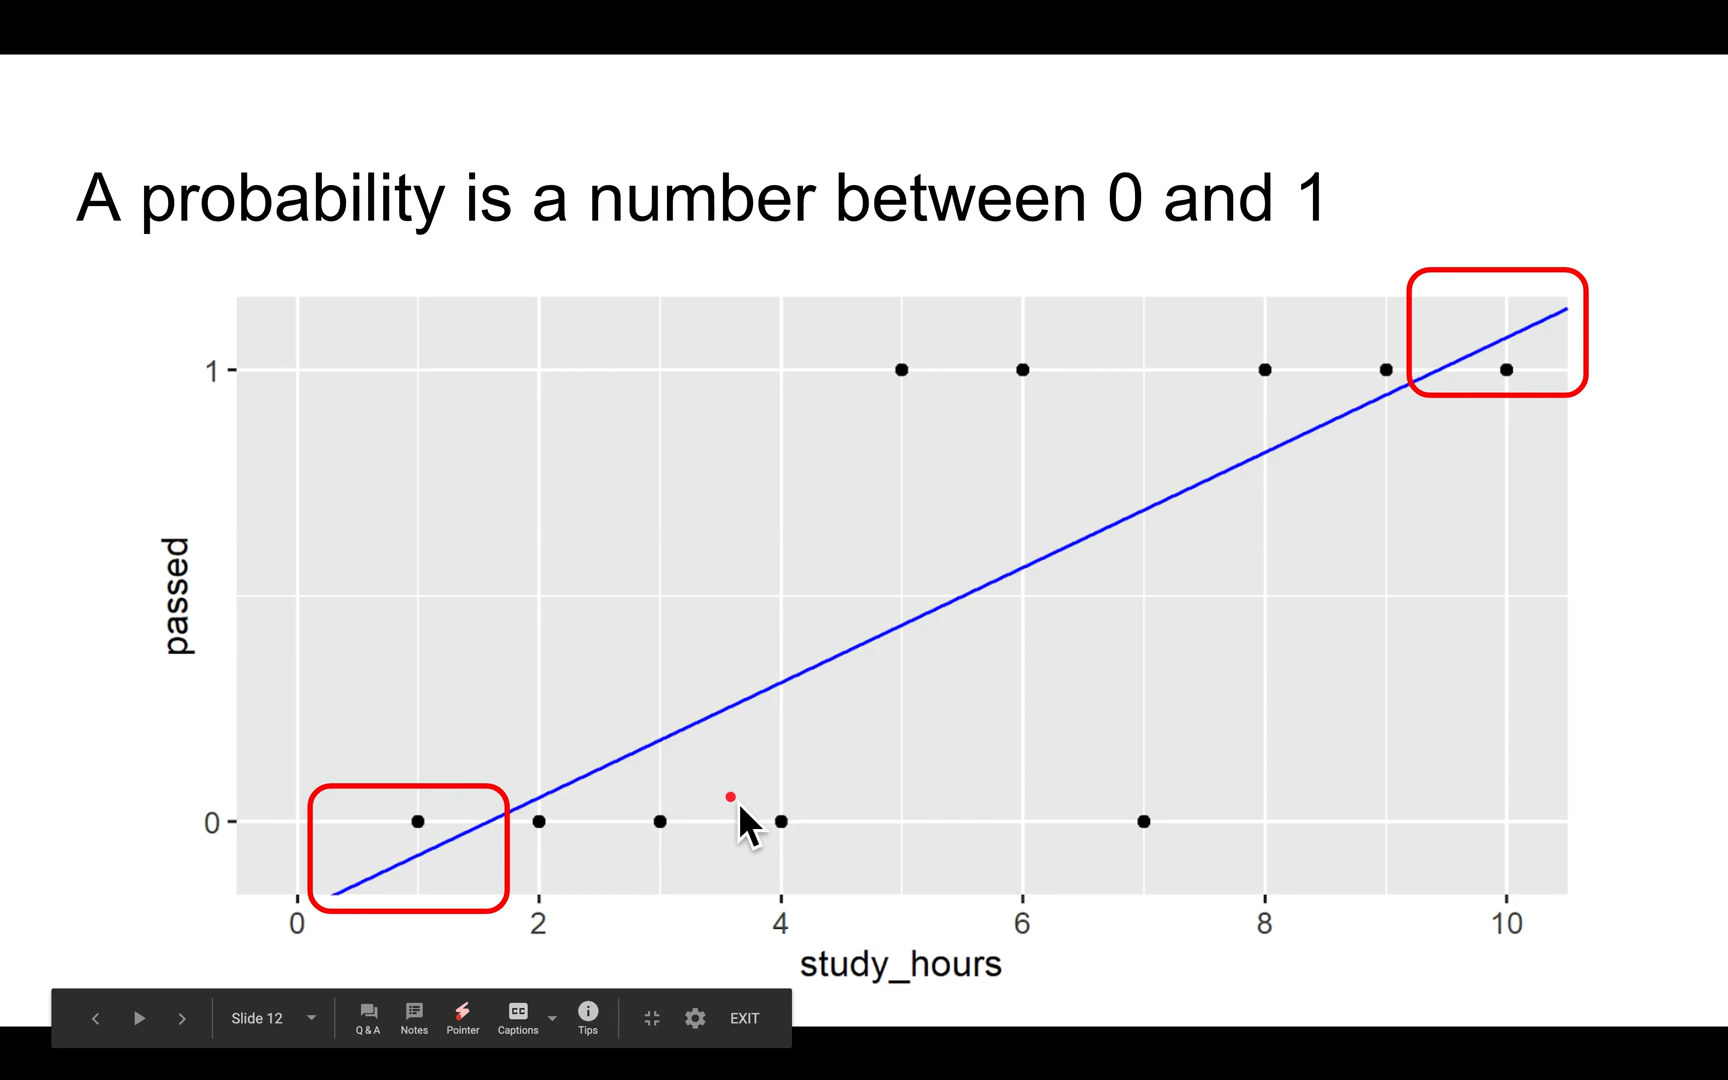 A probability is a number between 0 and 1
1
passed
0
0 2 4 6 8 10
study_hours
Slide 12
Q & A Notes Pointer CC Captions Tips EXIT